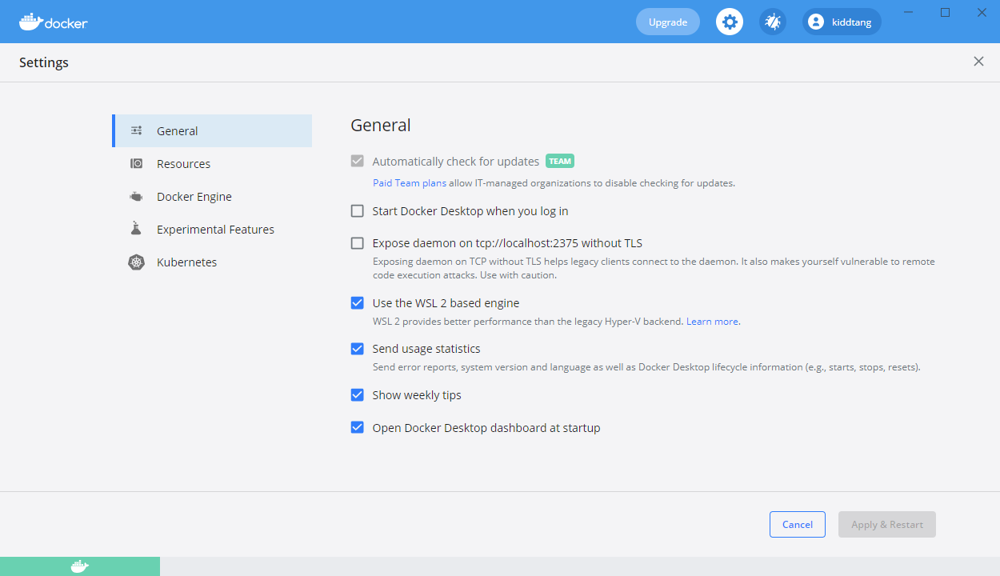 docker
Upgrade
kiddtang
Settings
General
Resources
Docker Engine
Experimental Features
Kubernetes
General
Automatically check for updates TEAM
Paid Team plans allow IT-managed organizations to disable checking for updates.
Start Docker Desktop when you log in
Expose daemon on tcp://localhost:2375 without TLS
Exposing daemon on TCP without TLS helps legacy clients connect to the daemon. It also makes yourself vulnerable to remote
code execution attacks. Use with caution.
Use the WSL 2 based engine
WSL 2 provides better performance than the legacy Hyper-V backend. Learn more.
Send usage statistics
Send error reports, system version and language as well as Docker Desktop lifecycle information (e.g., starts, stops, resets).
Show weekly tips
Open Docker Desktop dashboard at startup
Cancel
Apply & Restart